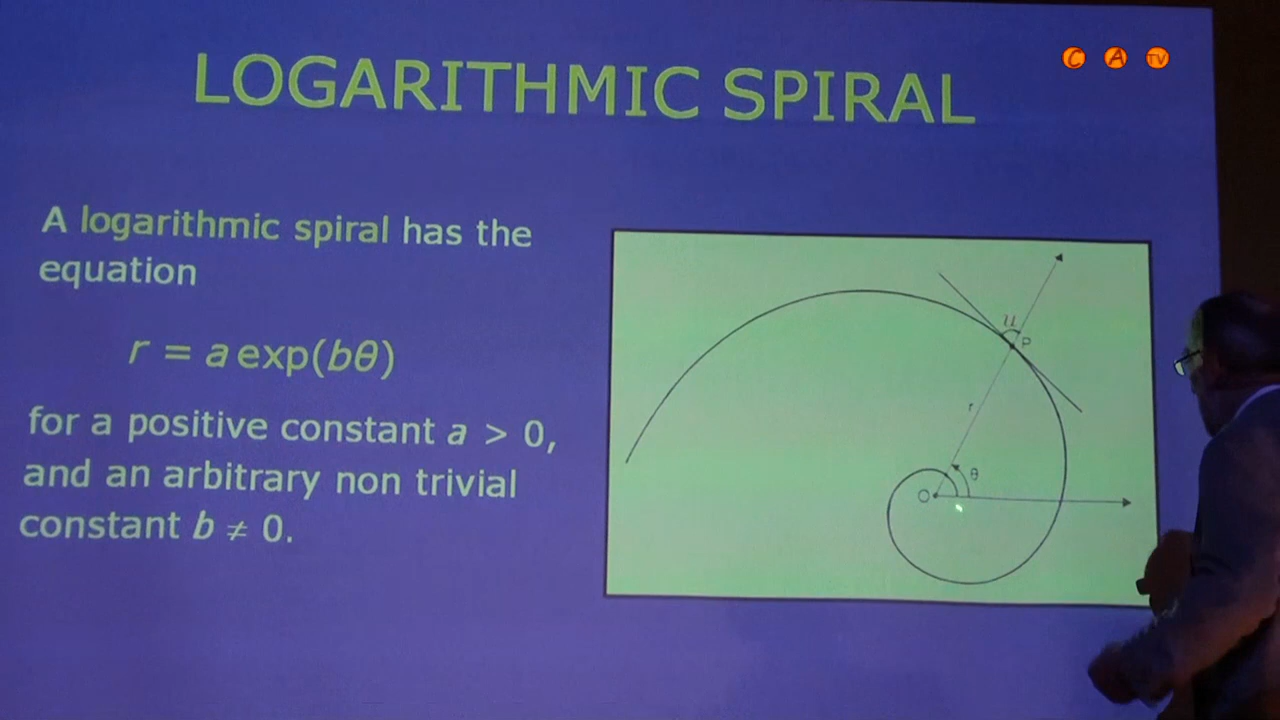 C A TV
LOGARITHMIC SPIRAL
A logarithmic spiral has the
equation
r = a exp(bθ)
for a positive constant a > 0,
and an arbitrary non trivial
constant b ≠ 0.
u
P
r
θ
O